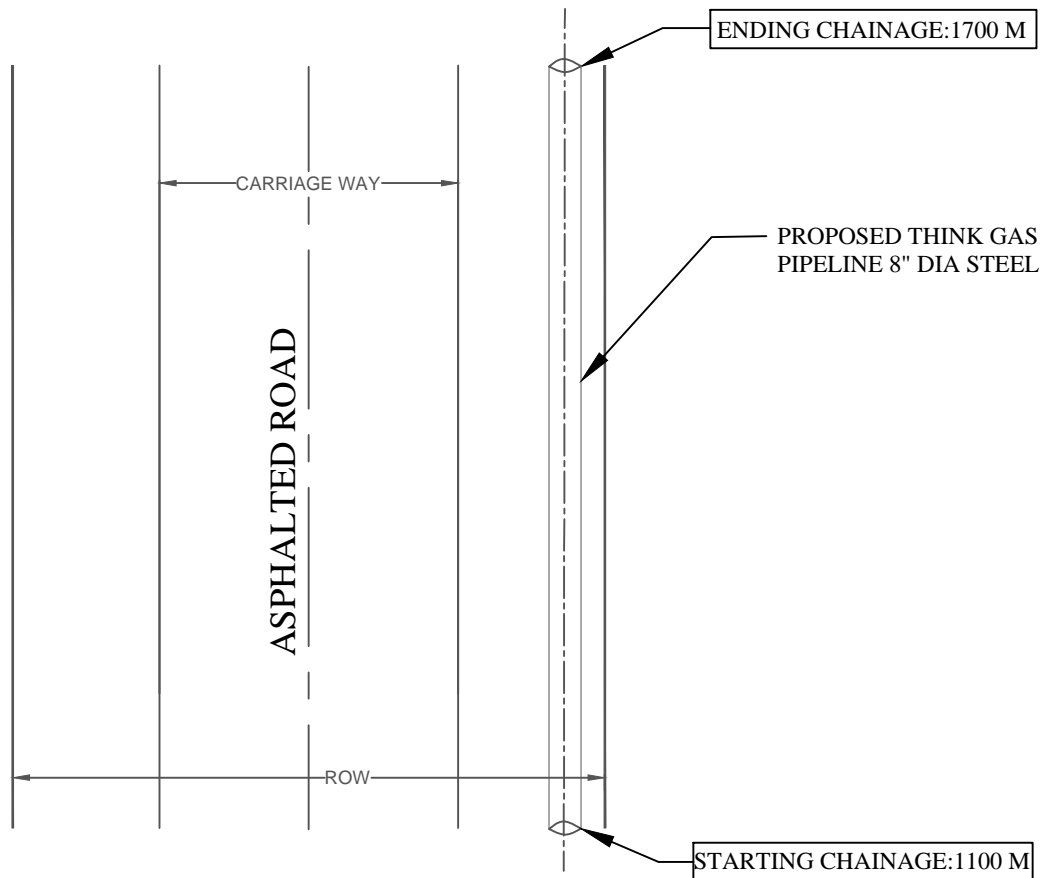 ENDING CHAINAGE:1700 M
CARRIAGE WAY
PROPOSED THINK GAS
PIPELINE 8" DIA STEEL
ASPHALTED ROAD
ROW
STARTING CHAINAGE:1100 M